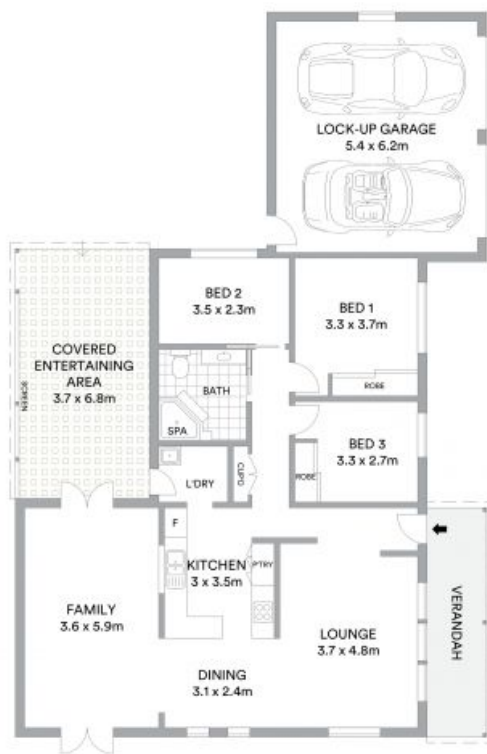 LOCK-UP GARAGE
5.4 x 6.2m
BED 2
3.5 x 2.3m
BED 1
3.3 x 3.7m
ROBE
COVERED
ENTERTAINING
AREA
3.7 x 6.8m
SCREEN
BATH
SPA
BED 3
3.3 x 2.7m
ROBE
L'DRY
CUP'D
F
KITCHEN
3 x 3.5m
P'TRY
FAMILY
3.6 x 5.9m
LOUNGE
3.7 x 4.8m
VERANDAH
DINING
3.1 x 2.4m